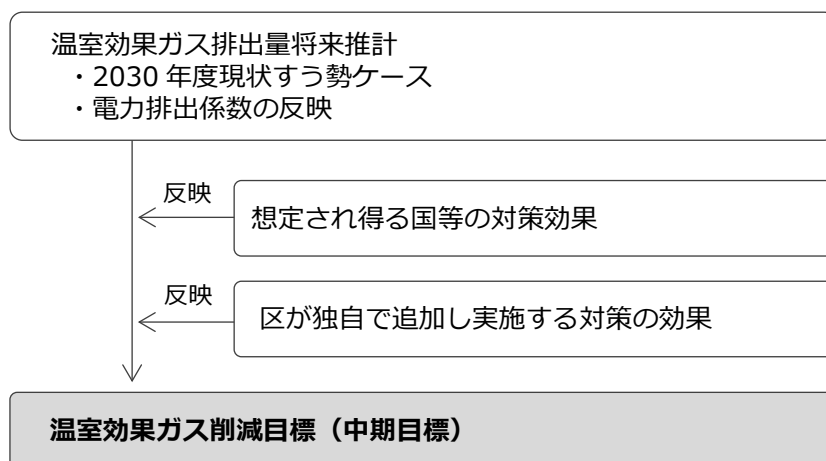 温室効果ガス排出量将来推計
・2030 年度現状すう勢ケース
・電力排出係数の反映
反映
想定され得る国等の対策効果
反映
区が独自で追加し実施する対策の効果
温室効果ガス削減目標（中期目標）